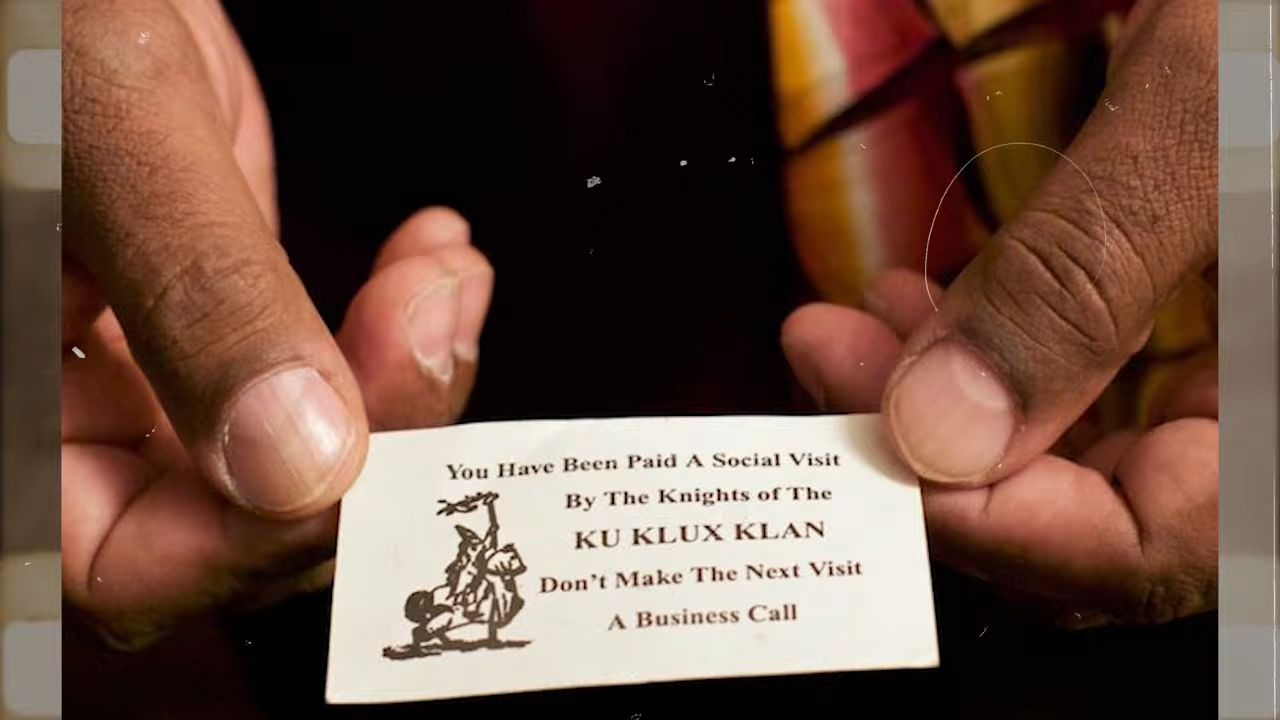 You Have Been Paid A Social Visit
By The Knights of The
KU KLUX KLAN
Don't Make The Next Visit
A Business Call